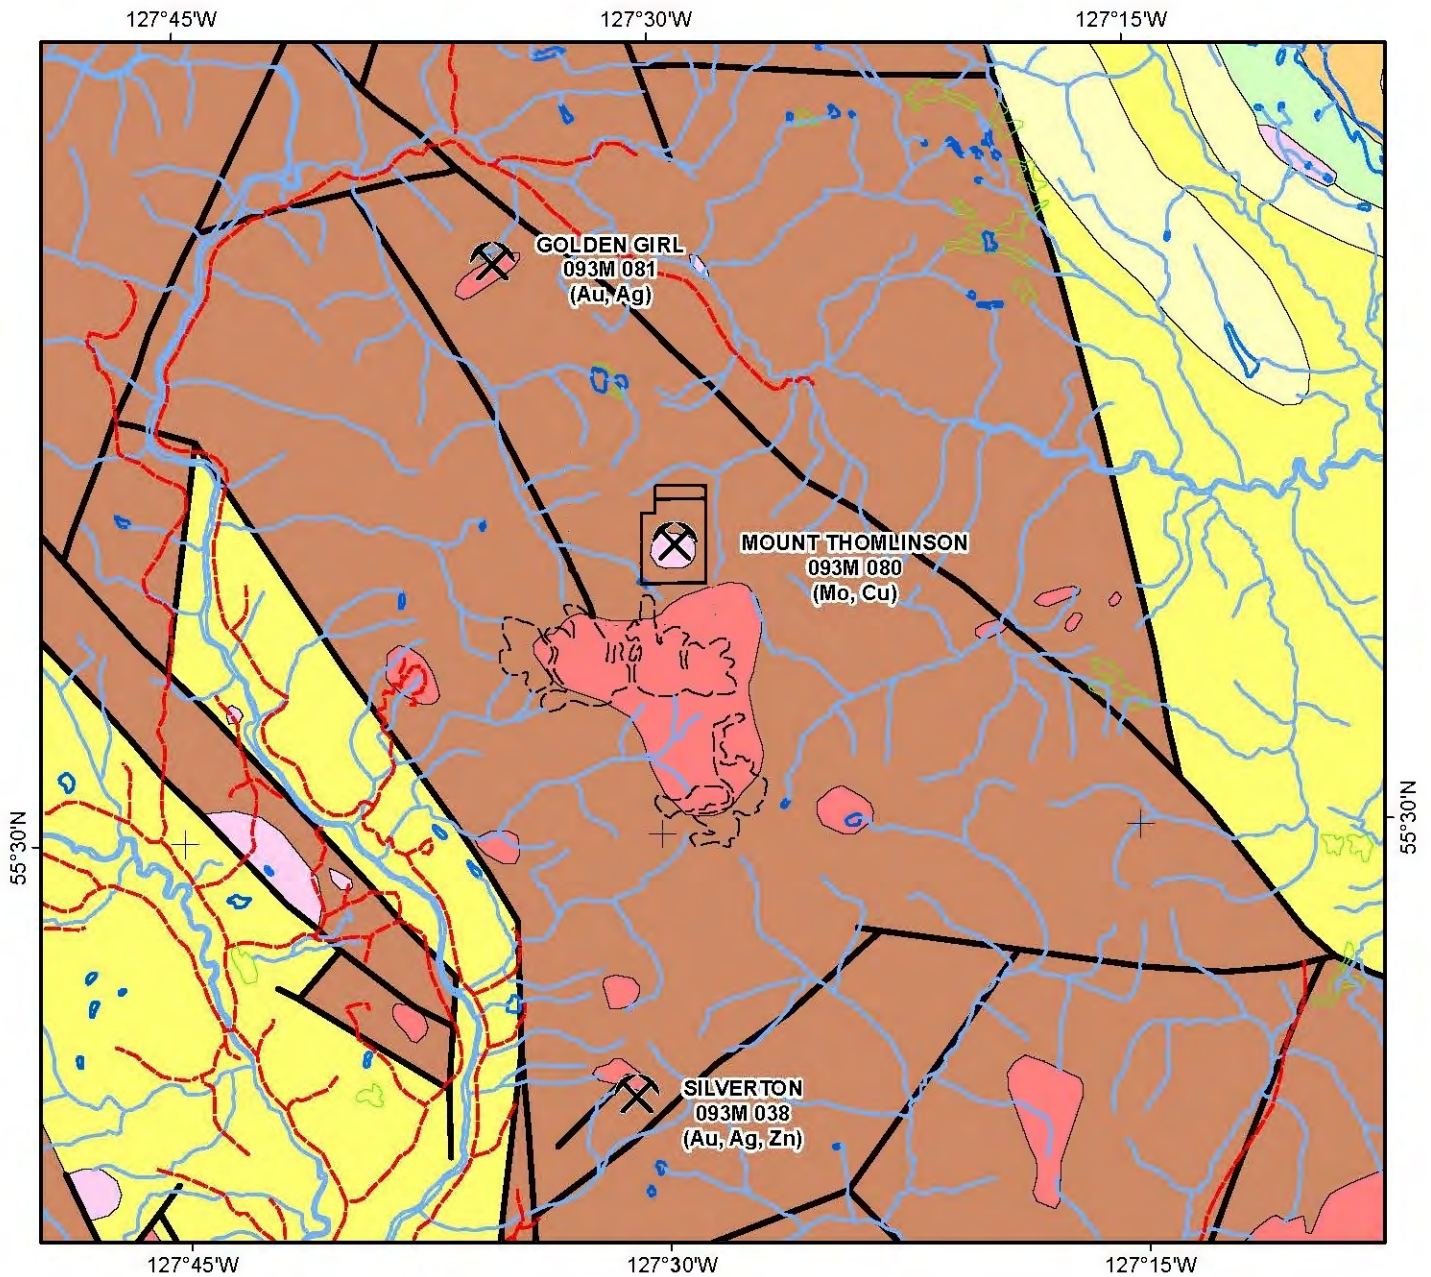 127°45'W
127°30'W
127°15'W
GOLDEN GIRL
093M 081
(Au, Ag)
MOUNT THOMLINSON
093M 080
(Mo, Cu)
55°30'N
55°30'N
SILVERTON
093M 038
(Au, Ag, Zn)
127°45'W
127°30'W
127°15'W